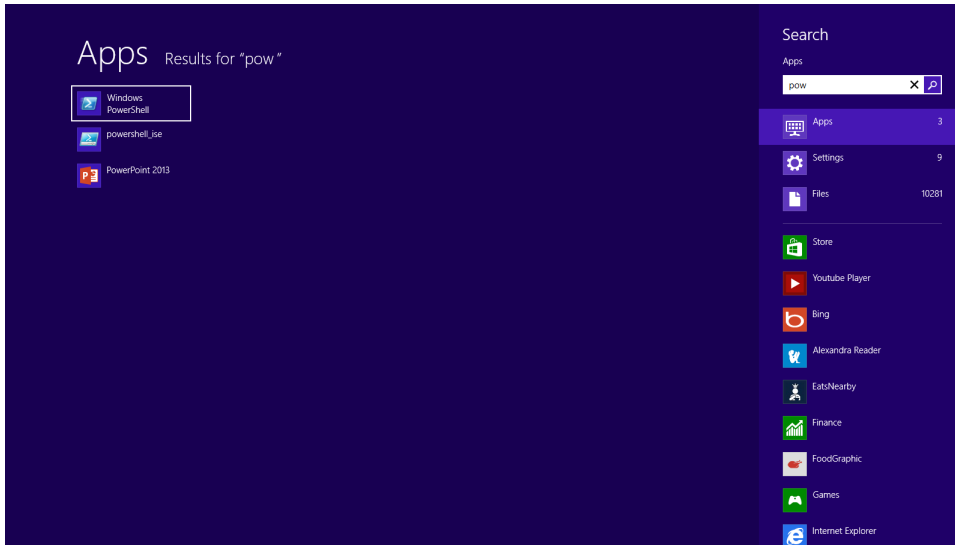 Apps Results for "pow"
Windows
PowerShell
powershell_ise
PowerPoint 2013
Search
Apps
pow
Apps 3
Settings 9
Files 10281
Store
Youtube Player
Bing
Alexandra Reader
EatsNearby
Finance
FoodGraphic
Games
Internet Explorer